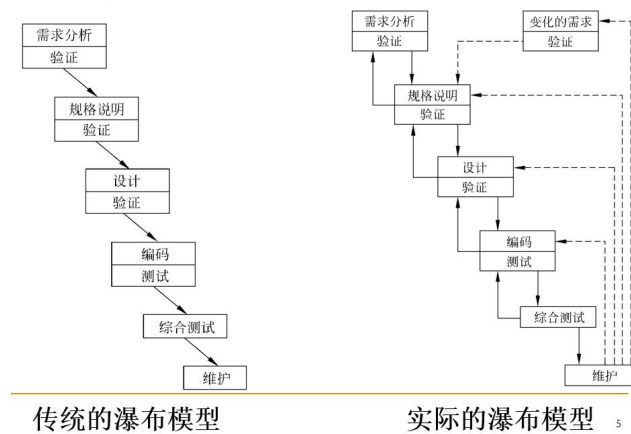 需求分析
验证
规格说明
验证
设计
验证
编码
测试
综合测试
维护
传统的瀑布模型
需求分析
验证
变化的需求
验证
规格说明
验证
设计
验证
编码
测试
综合测试
维护
实际的瀑布模型
5